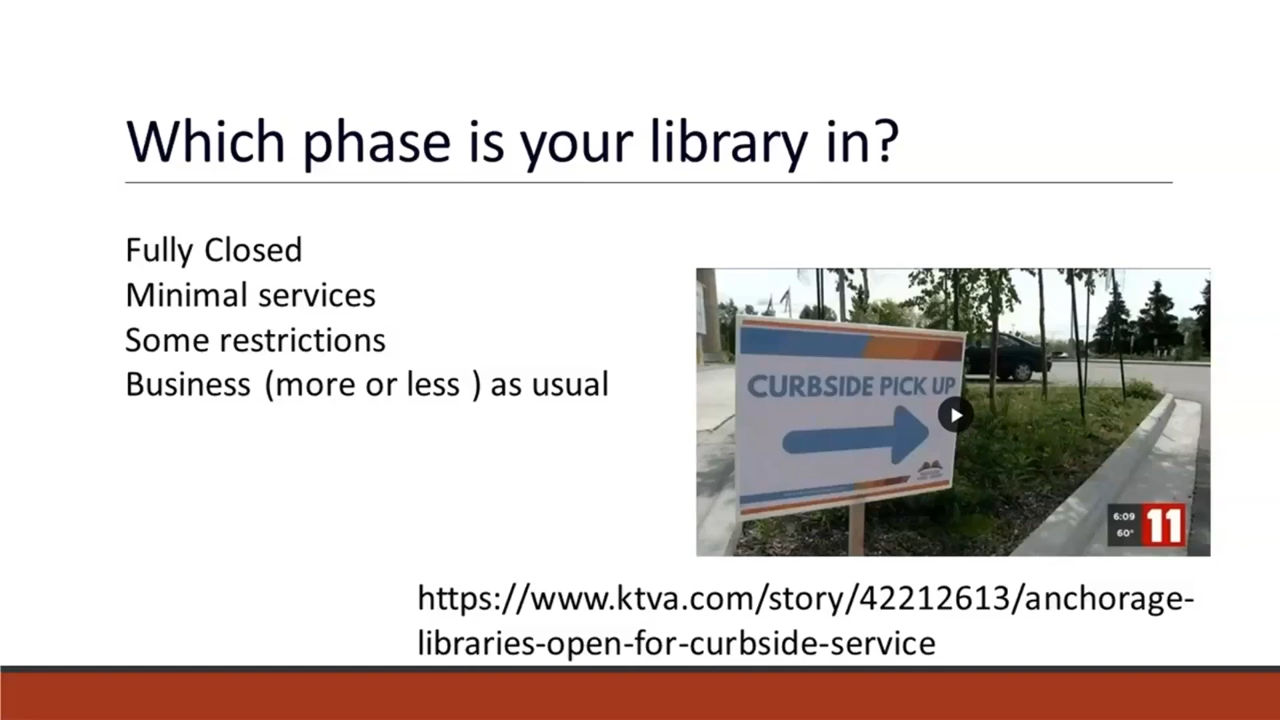 Which phase is your library in?
Fully Closed
Minimal services
Some restrictions
Business (more or less ) as usual
CURBSIDE PICK UP
6:09
60°
11
https://www.ktva.com/story/42212613/anchorage-
libraries-open-for-curbside-service